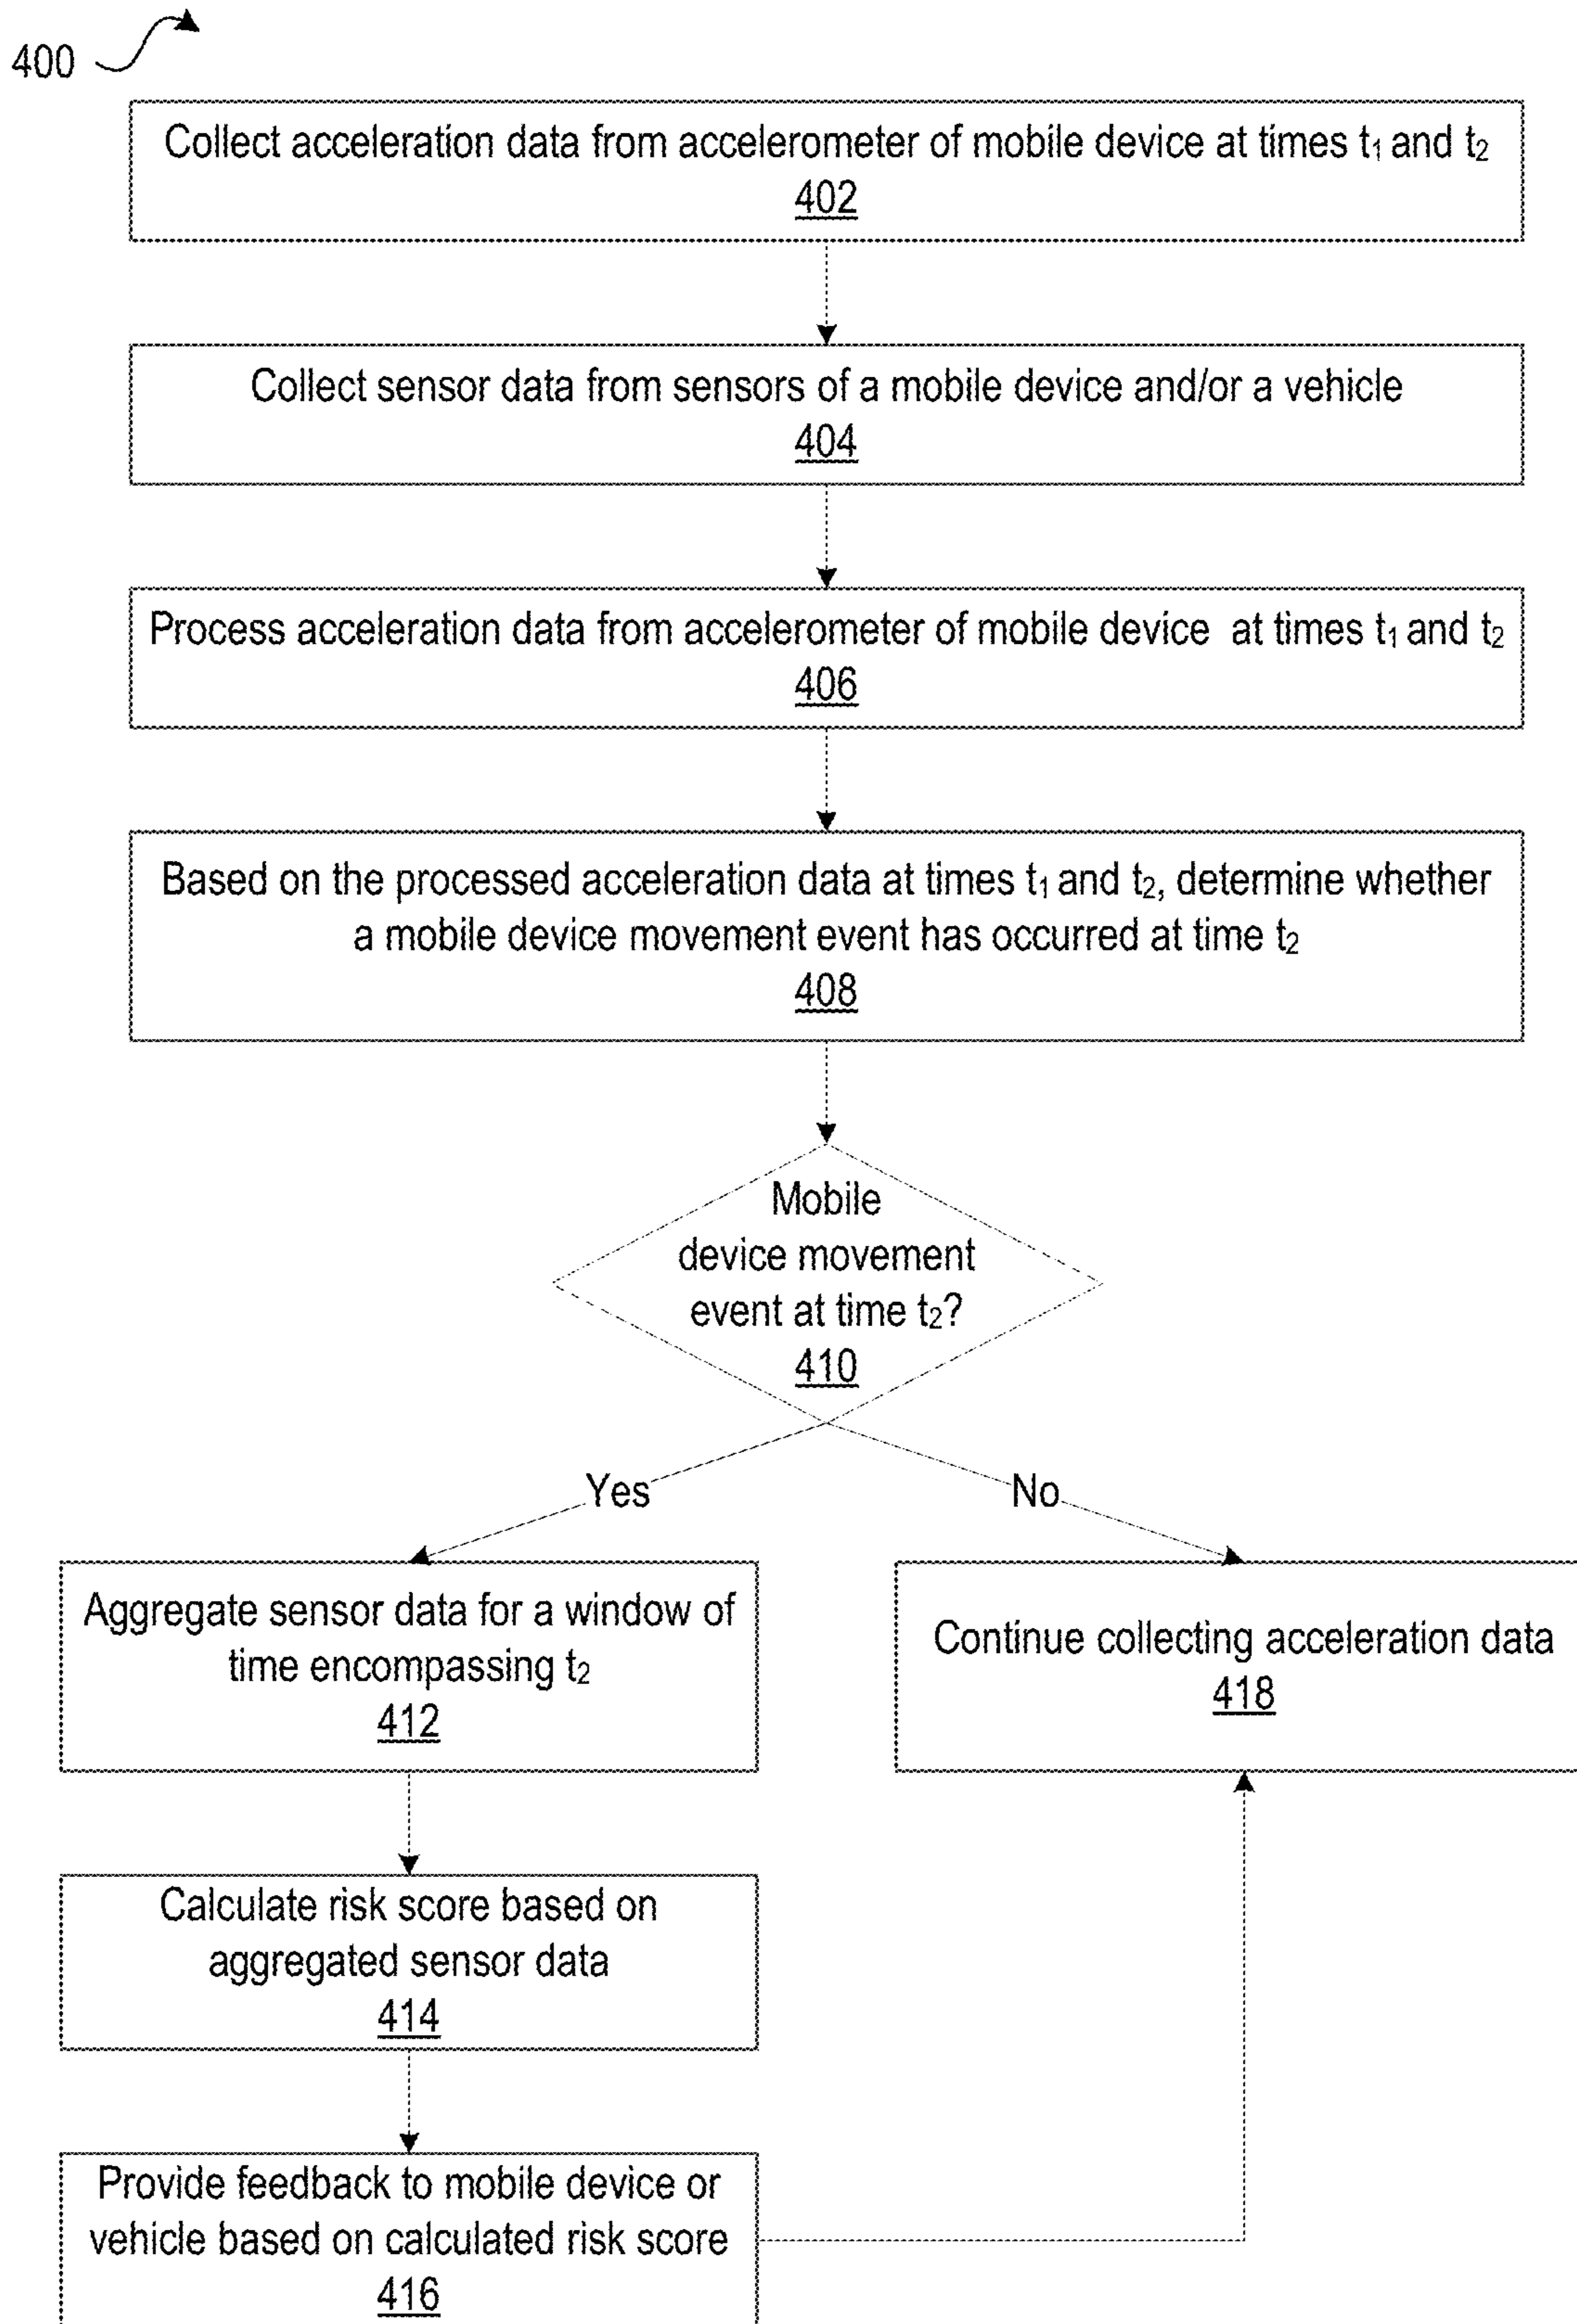 400
Collect acceleration data from accelerometer of mobile device at times t₁ and t₂
402
Collect sensor data from sensors of a mobile device and/or a vehicle
404
Process acceleration data from accelerometer of mobile device at times t₁ and t₂
406
Based on the processed acceleration data at times t₁ and t₂, determine whether
a mobile device movement event has occurred at time t₂
408
Mobile
device movement
event at time t₂?
410
Yes
No
Aggregate sensor data for a window of
time encompassing t₂
412
Continue collecting acceleration data
418
Calculate risk score based on
aggregated sensor data
414
Provide feedback to mobile device or
vehicle based on calculated risk score
416